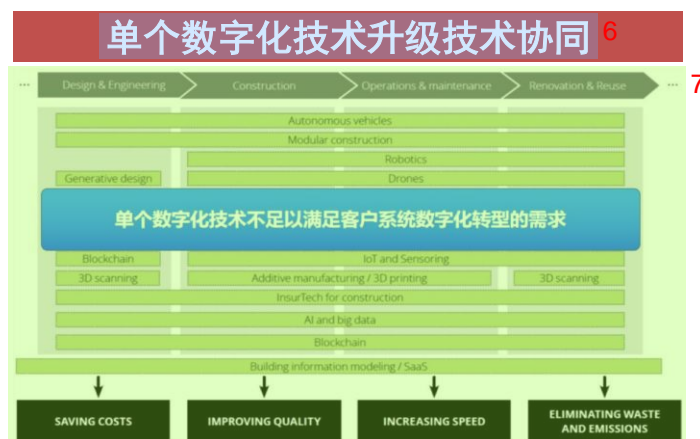 单个数字化技术升级技术协同 6
7
... Design & Engineering Construction Operations & maintenance Renovation & Reuse ...
Autonomous vehicles
Modular construction
Robotics
Generative design Drones
单个数字化技术不足以满足客户系统数字化转型的需求
Blockchain IoT and Sensoring
3D scanning Additive manufacturing / 3D printing 3D scanning
InsurTech for construction
AI and big data
Blockchain
Building information modeling / SaaS
SAVING COSTS IMPROVING QUALITY INCREASING SPEED ELIMINATING WASTE
AND EMISSIONS